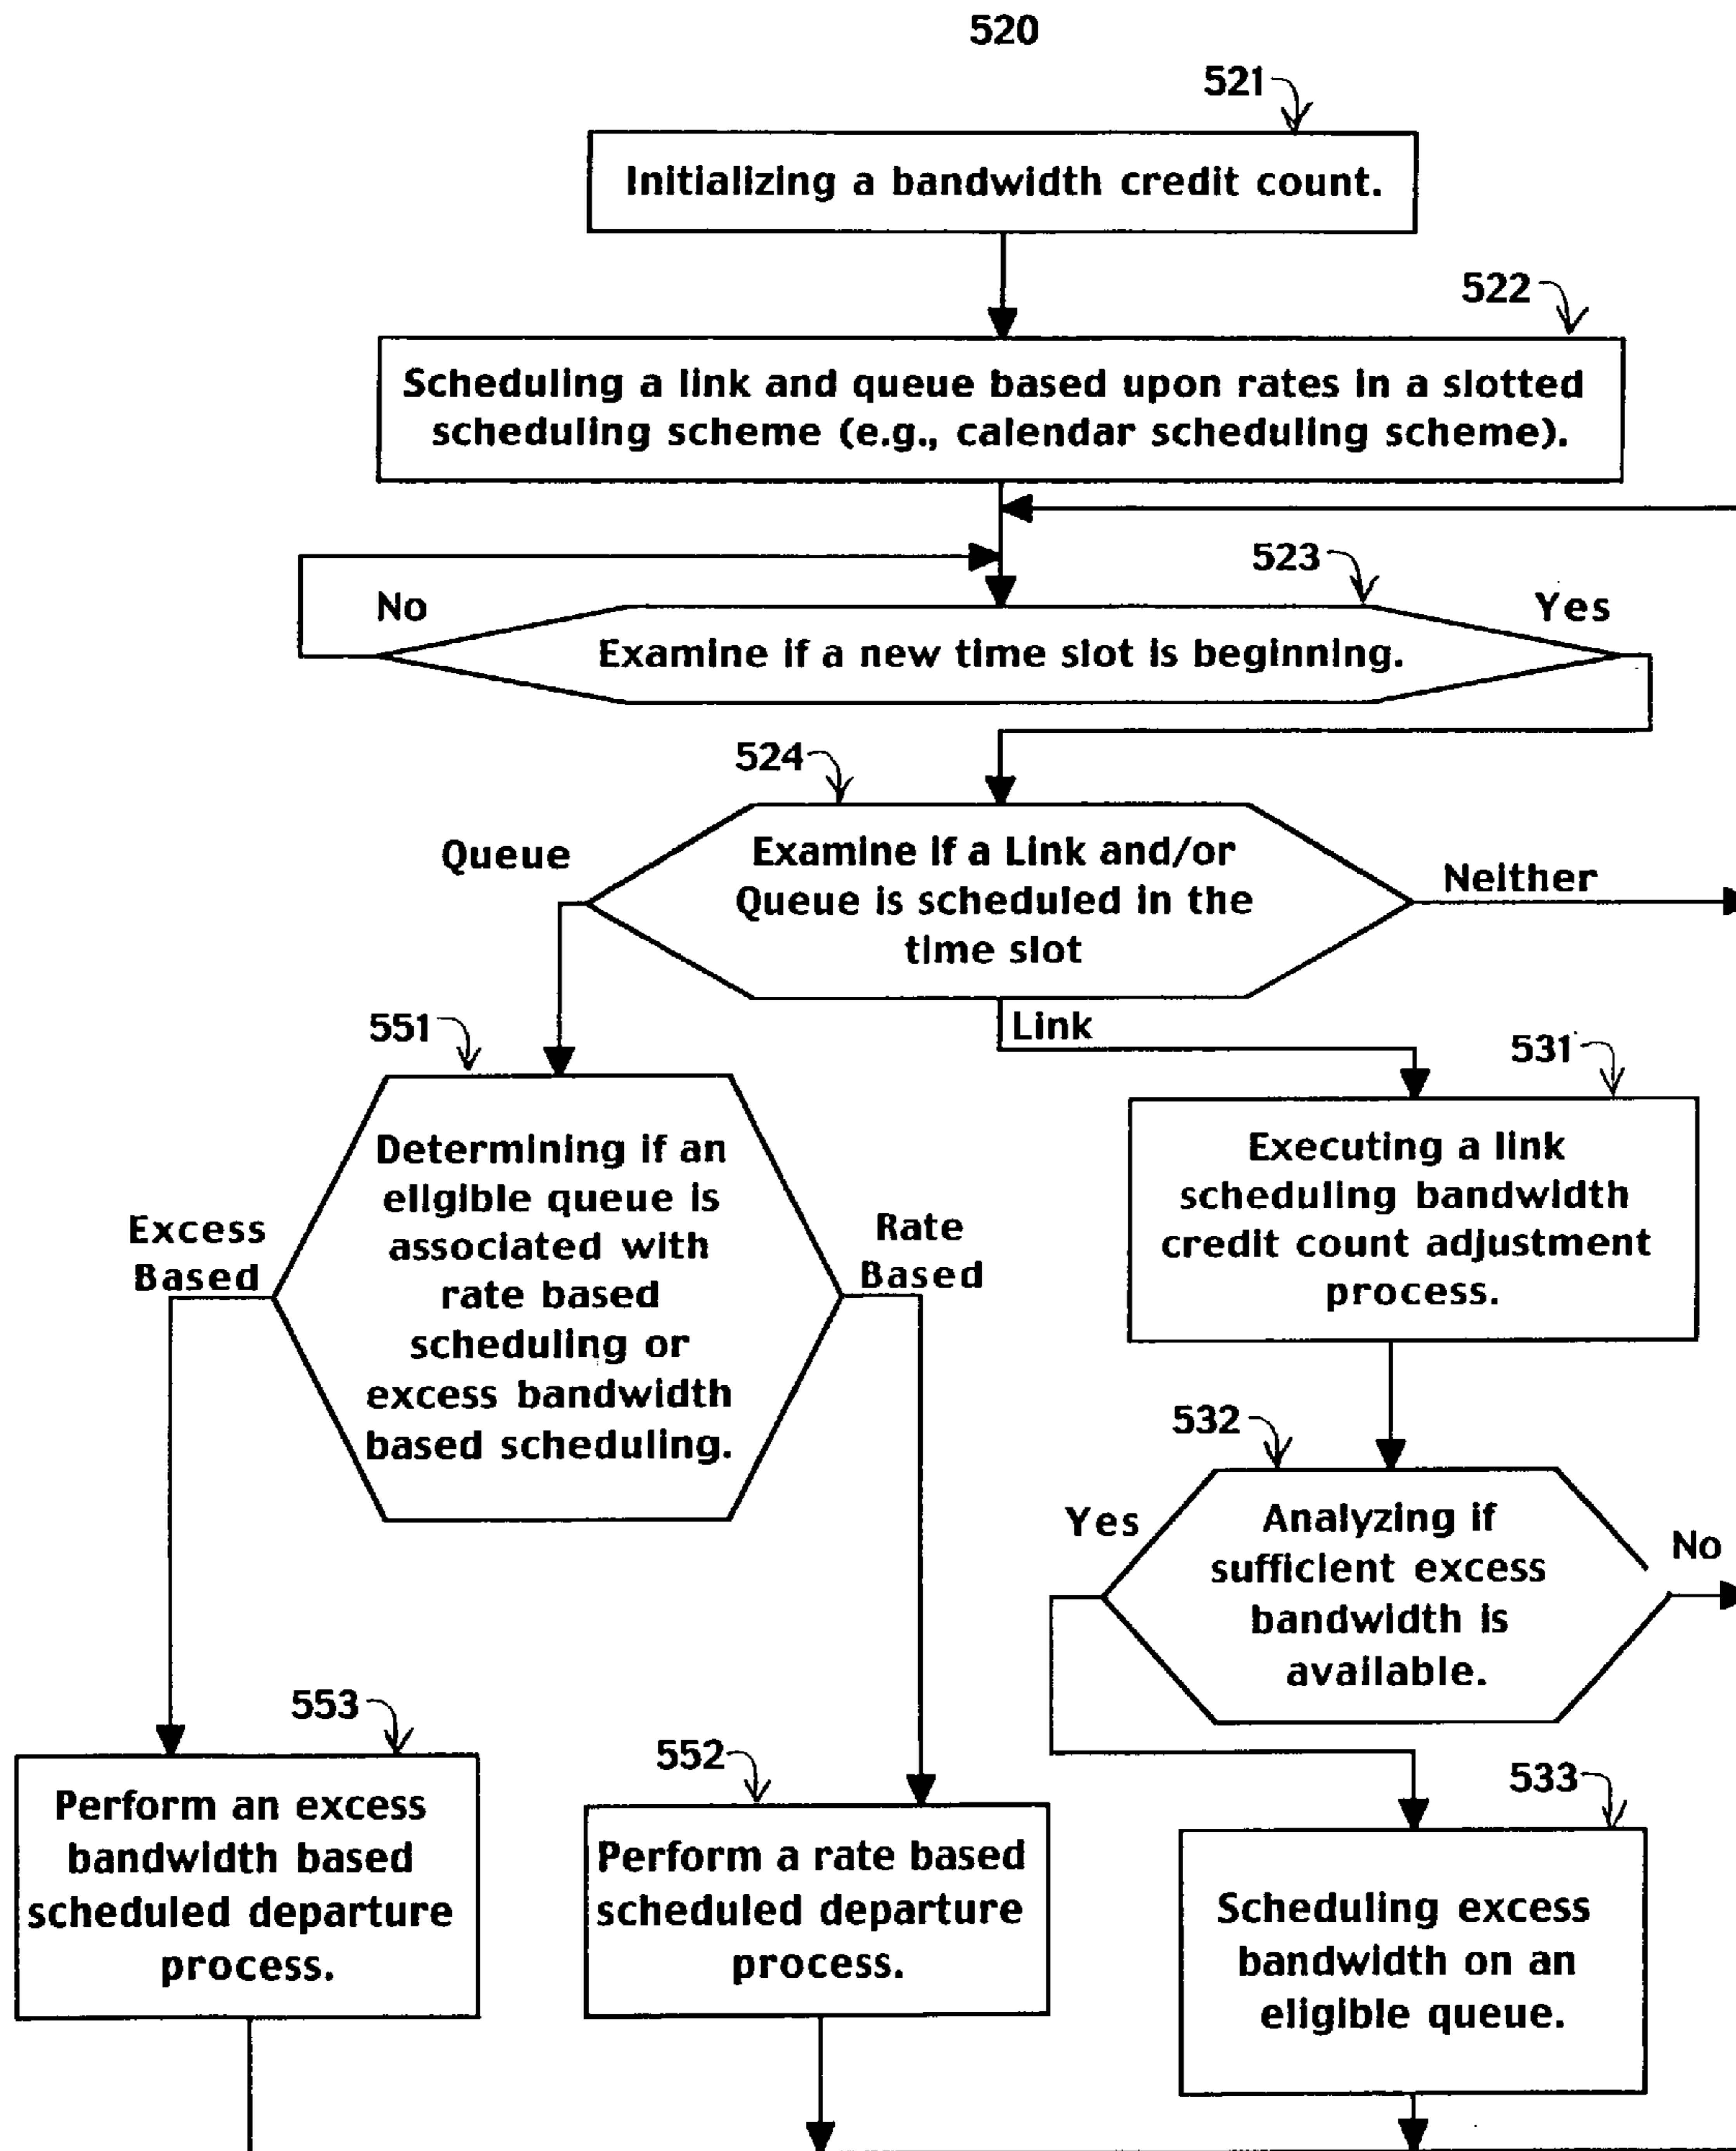 520
521
Initializing a bandwidth credit count.
522
Scheduling a link and queue based upon rates in a slotted
scheduling scheme (e.g., calendar scheduling scheme).
523
No
Yes
Examine if a new time slot is beginning.
524
Queue
Examine if a Link and/or
Queue is scheduled in the
time slot
Neither
Link
551
Determining if an
eligible queue is
associated with
rate based
scheduling or
excess bandwidth
based scheduling.
Excess
Based
Rate
Based
531
Executing a link
scheduling bandwidth
credit count adjustment
process.
532
Yes
Analyzing if
sufficient excess
bandwidth is
available.
No
553
Perform an excess
bandwidth based
scheduled departure
process.
552
Perform a rate based
scheduled departure
process.
533
Scheduling excess
bandwidth on an
eligible queue.